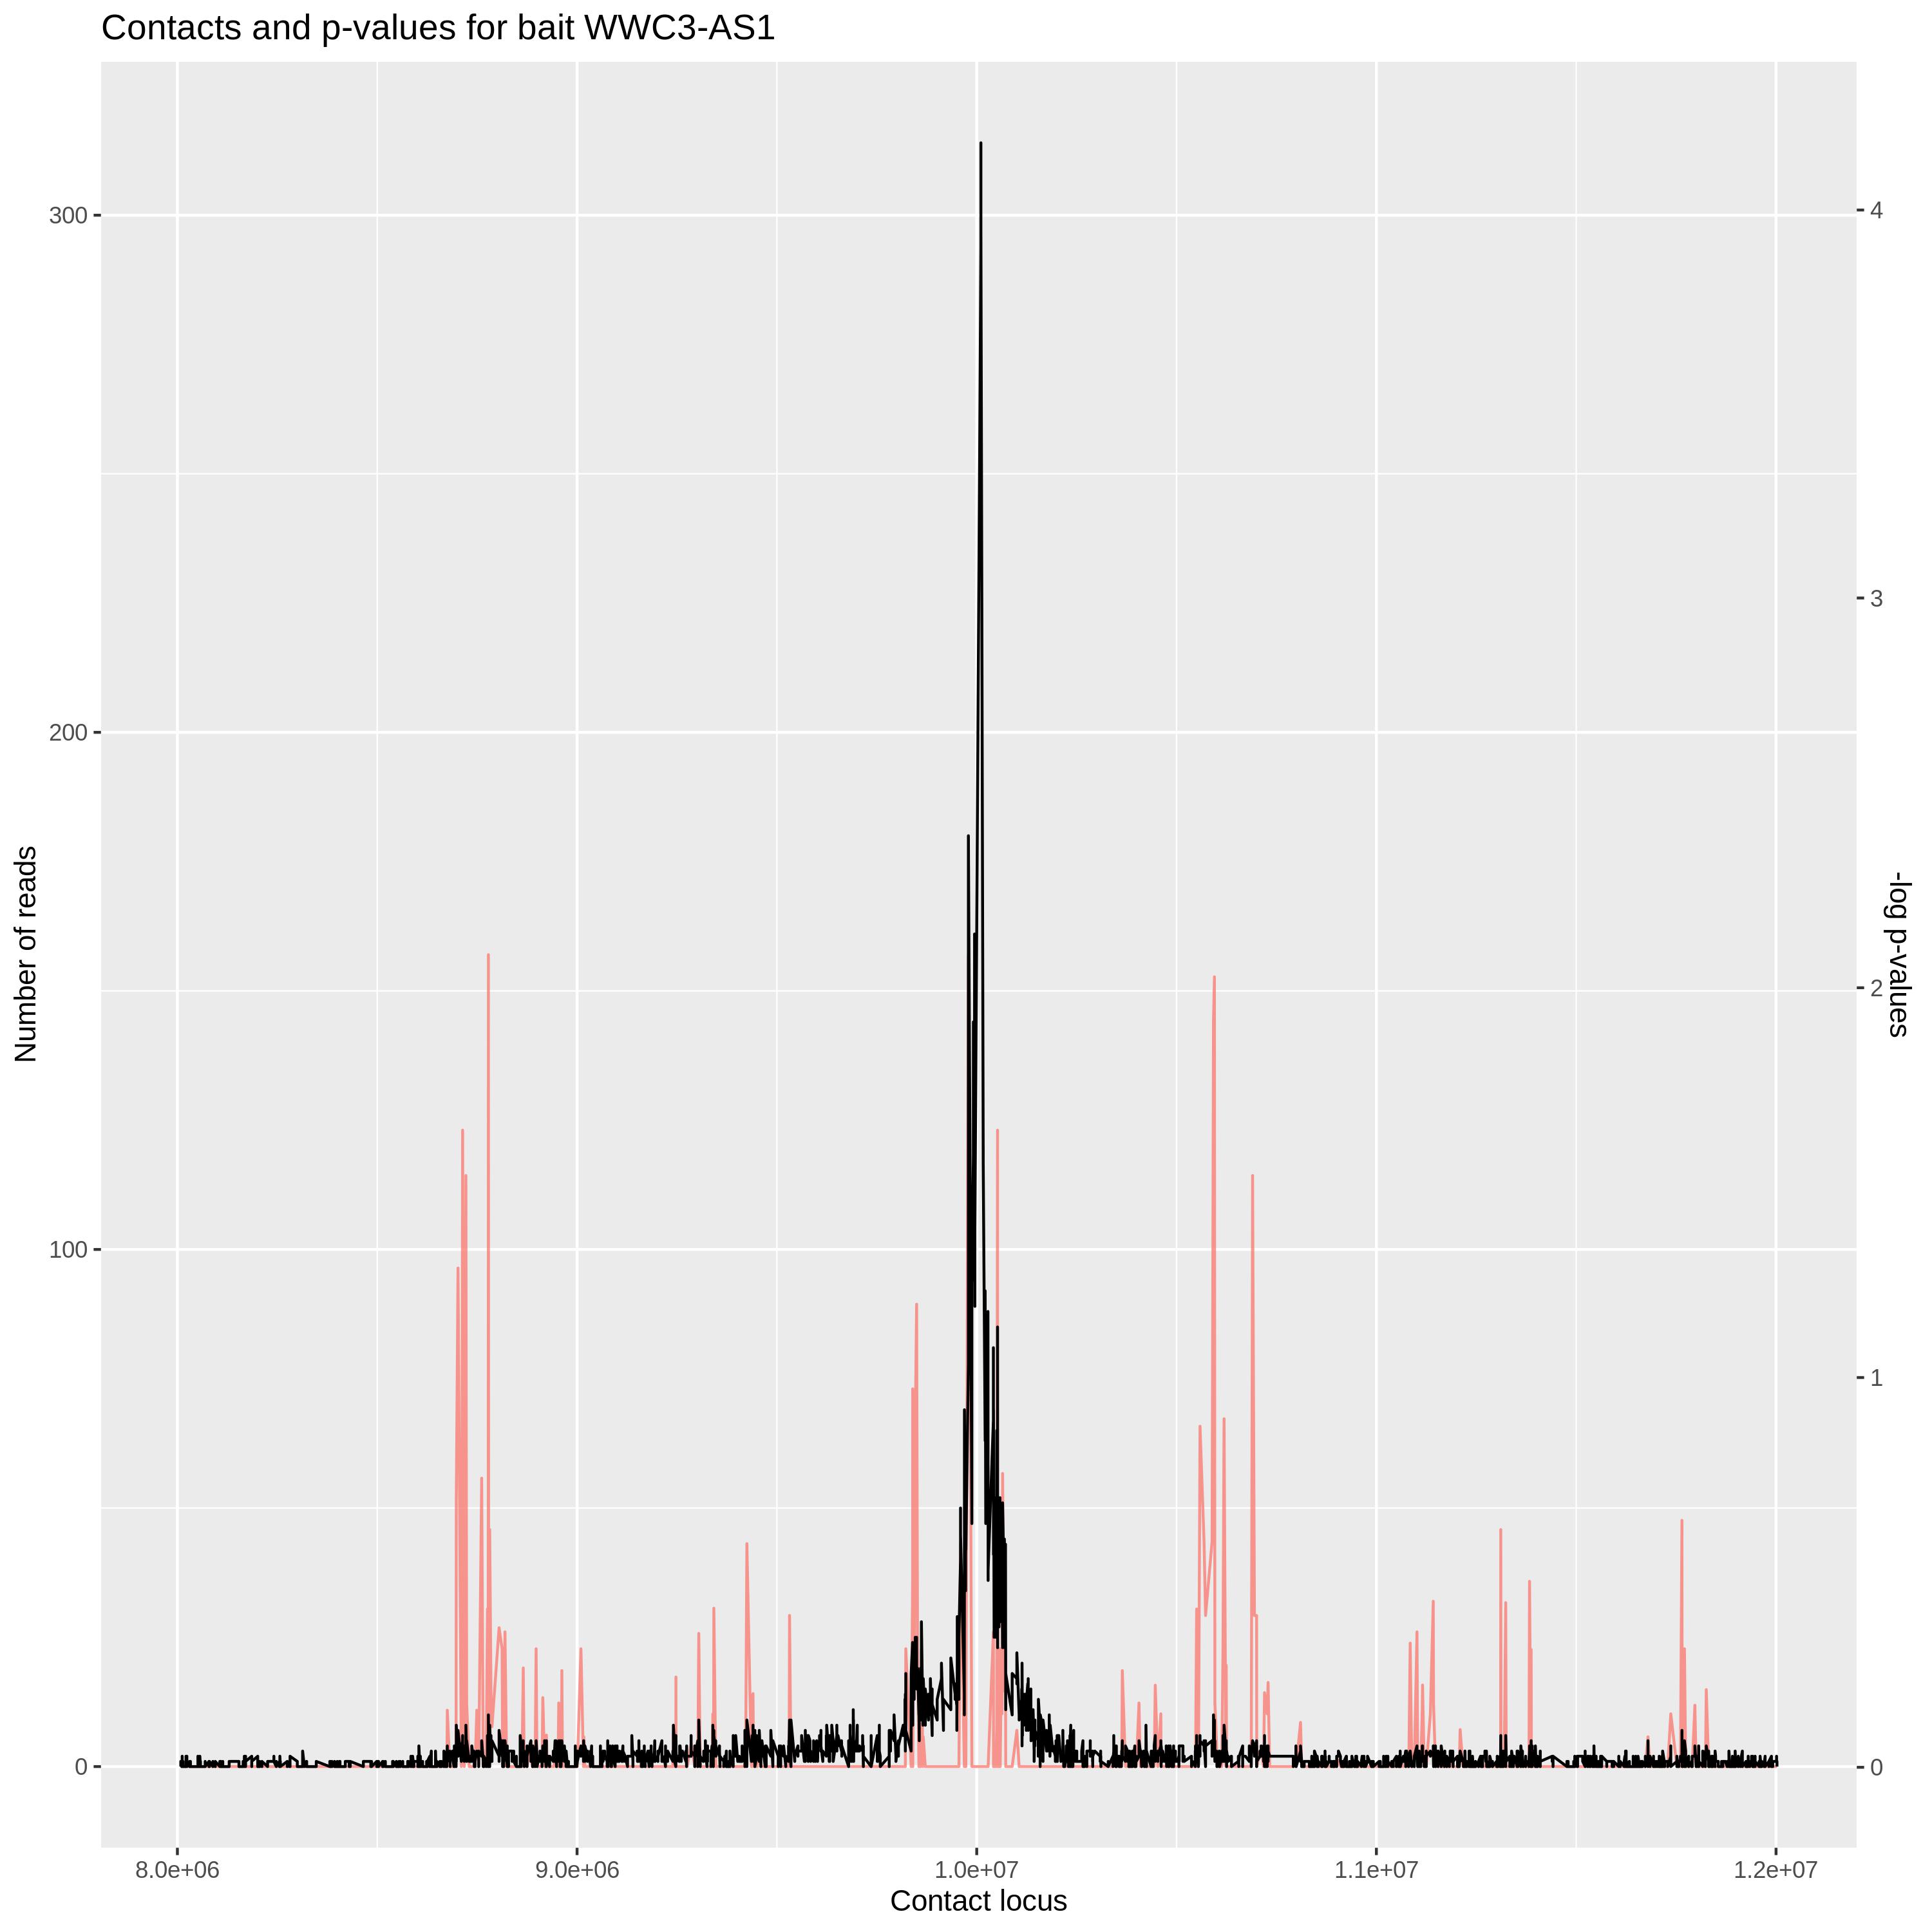 Contacts and p-values for bait WWC3-AS1
300
200
100
0
Number of reads
4
3
2
1
0
-log p-values
8.0e+06 9.0e+06 1.0e+07 1.1e+07 1.2e+07
Contact locus